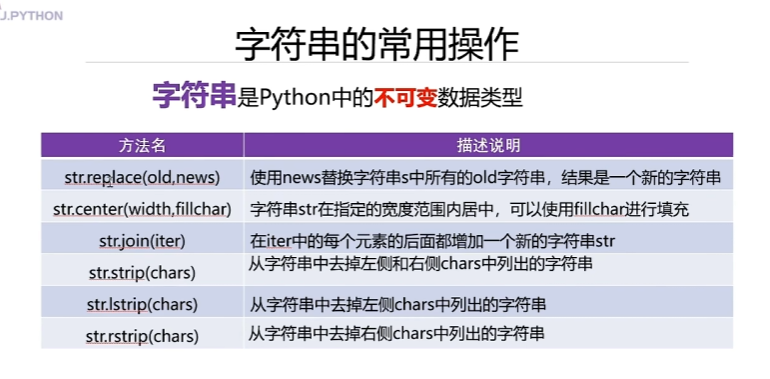 J.PYTHON
字符串的常用操作
字符串是Python中的不可变数据类型
方法名 描述说明
str.replace(old,news) 使用news替换字符串s中所有的old字符串，结果是一个新的字符串
str.center(width,fillchar) 字符串str在指定的宽度范围内居中，可以使用fillchar进行填充
str.join(iter) 在iter中的每个元素的后面都增加一个新的字符串str
str.strip(chars) 从字符串中去掉左侧和右侧chars中列出的字符串
str.lstrip(chars) 从字符串中去掉左侧chars中列出的字符串
str.rstrip(chars) 从字符串中去掉右侧chars中列出的字符串